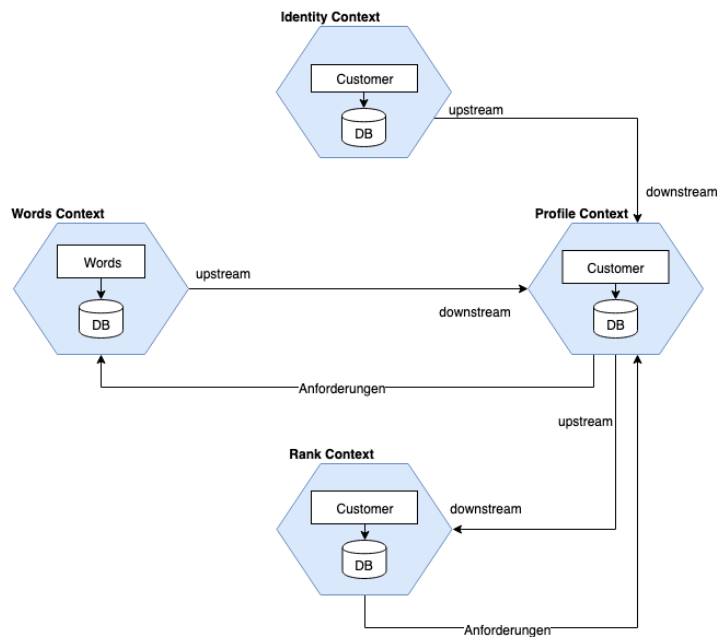 Identity Context
Customer
DB
upstream
downstream
Words Context
Profile Context
Words
Customer
upstream
DB
DB
downstream
Anforderungen
upstream
Rank Context
Customer
downstream
DB
Anforderungen